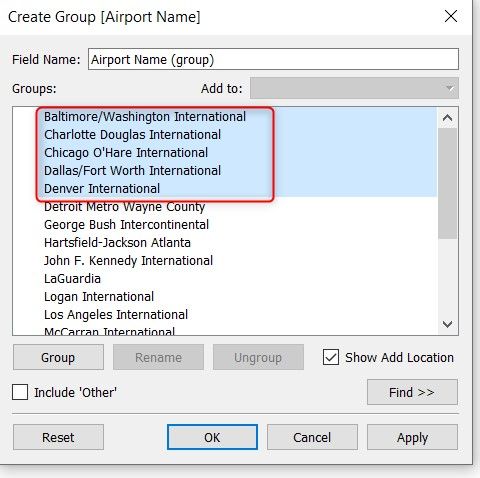 Create Group [Airport Name]
Field Name: Airport Name (group)
Groups: Add to:
Baltimore/Washington International
Charlotte Douglas International
Chicago O'Hare International
Dallas/Fort Worth International
Denver International
Detroit Metro Wayne County
George Bush Intercontinental
Hartsfield-Jackson Atlanta
John F. Kennedy International
LaGuardia
Logan International
Los Angeles International
McCarran International
Group Rename Ungroup Show Add Location
Include 'Other' Find >>
Reset OK Cancel Apply